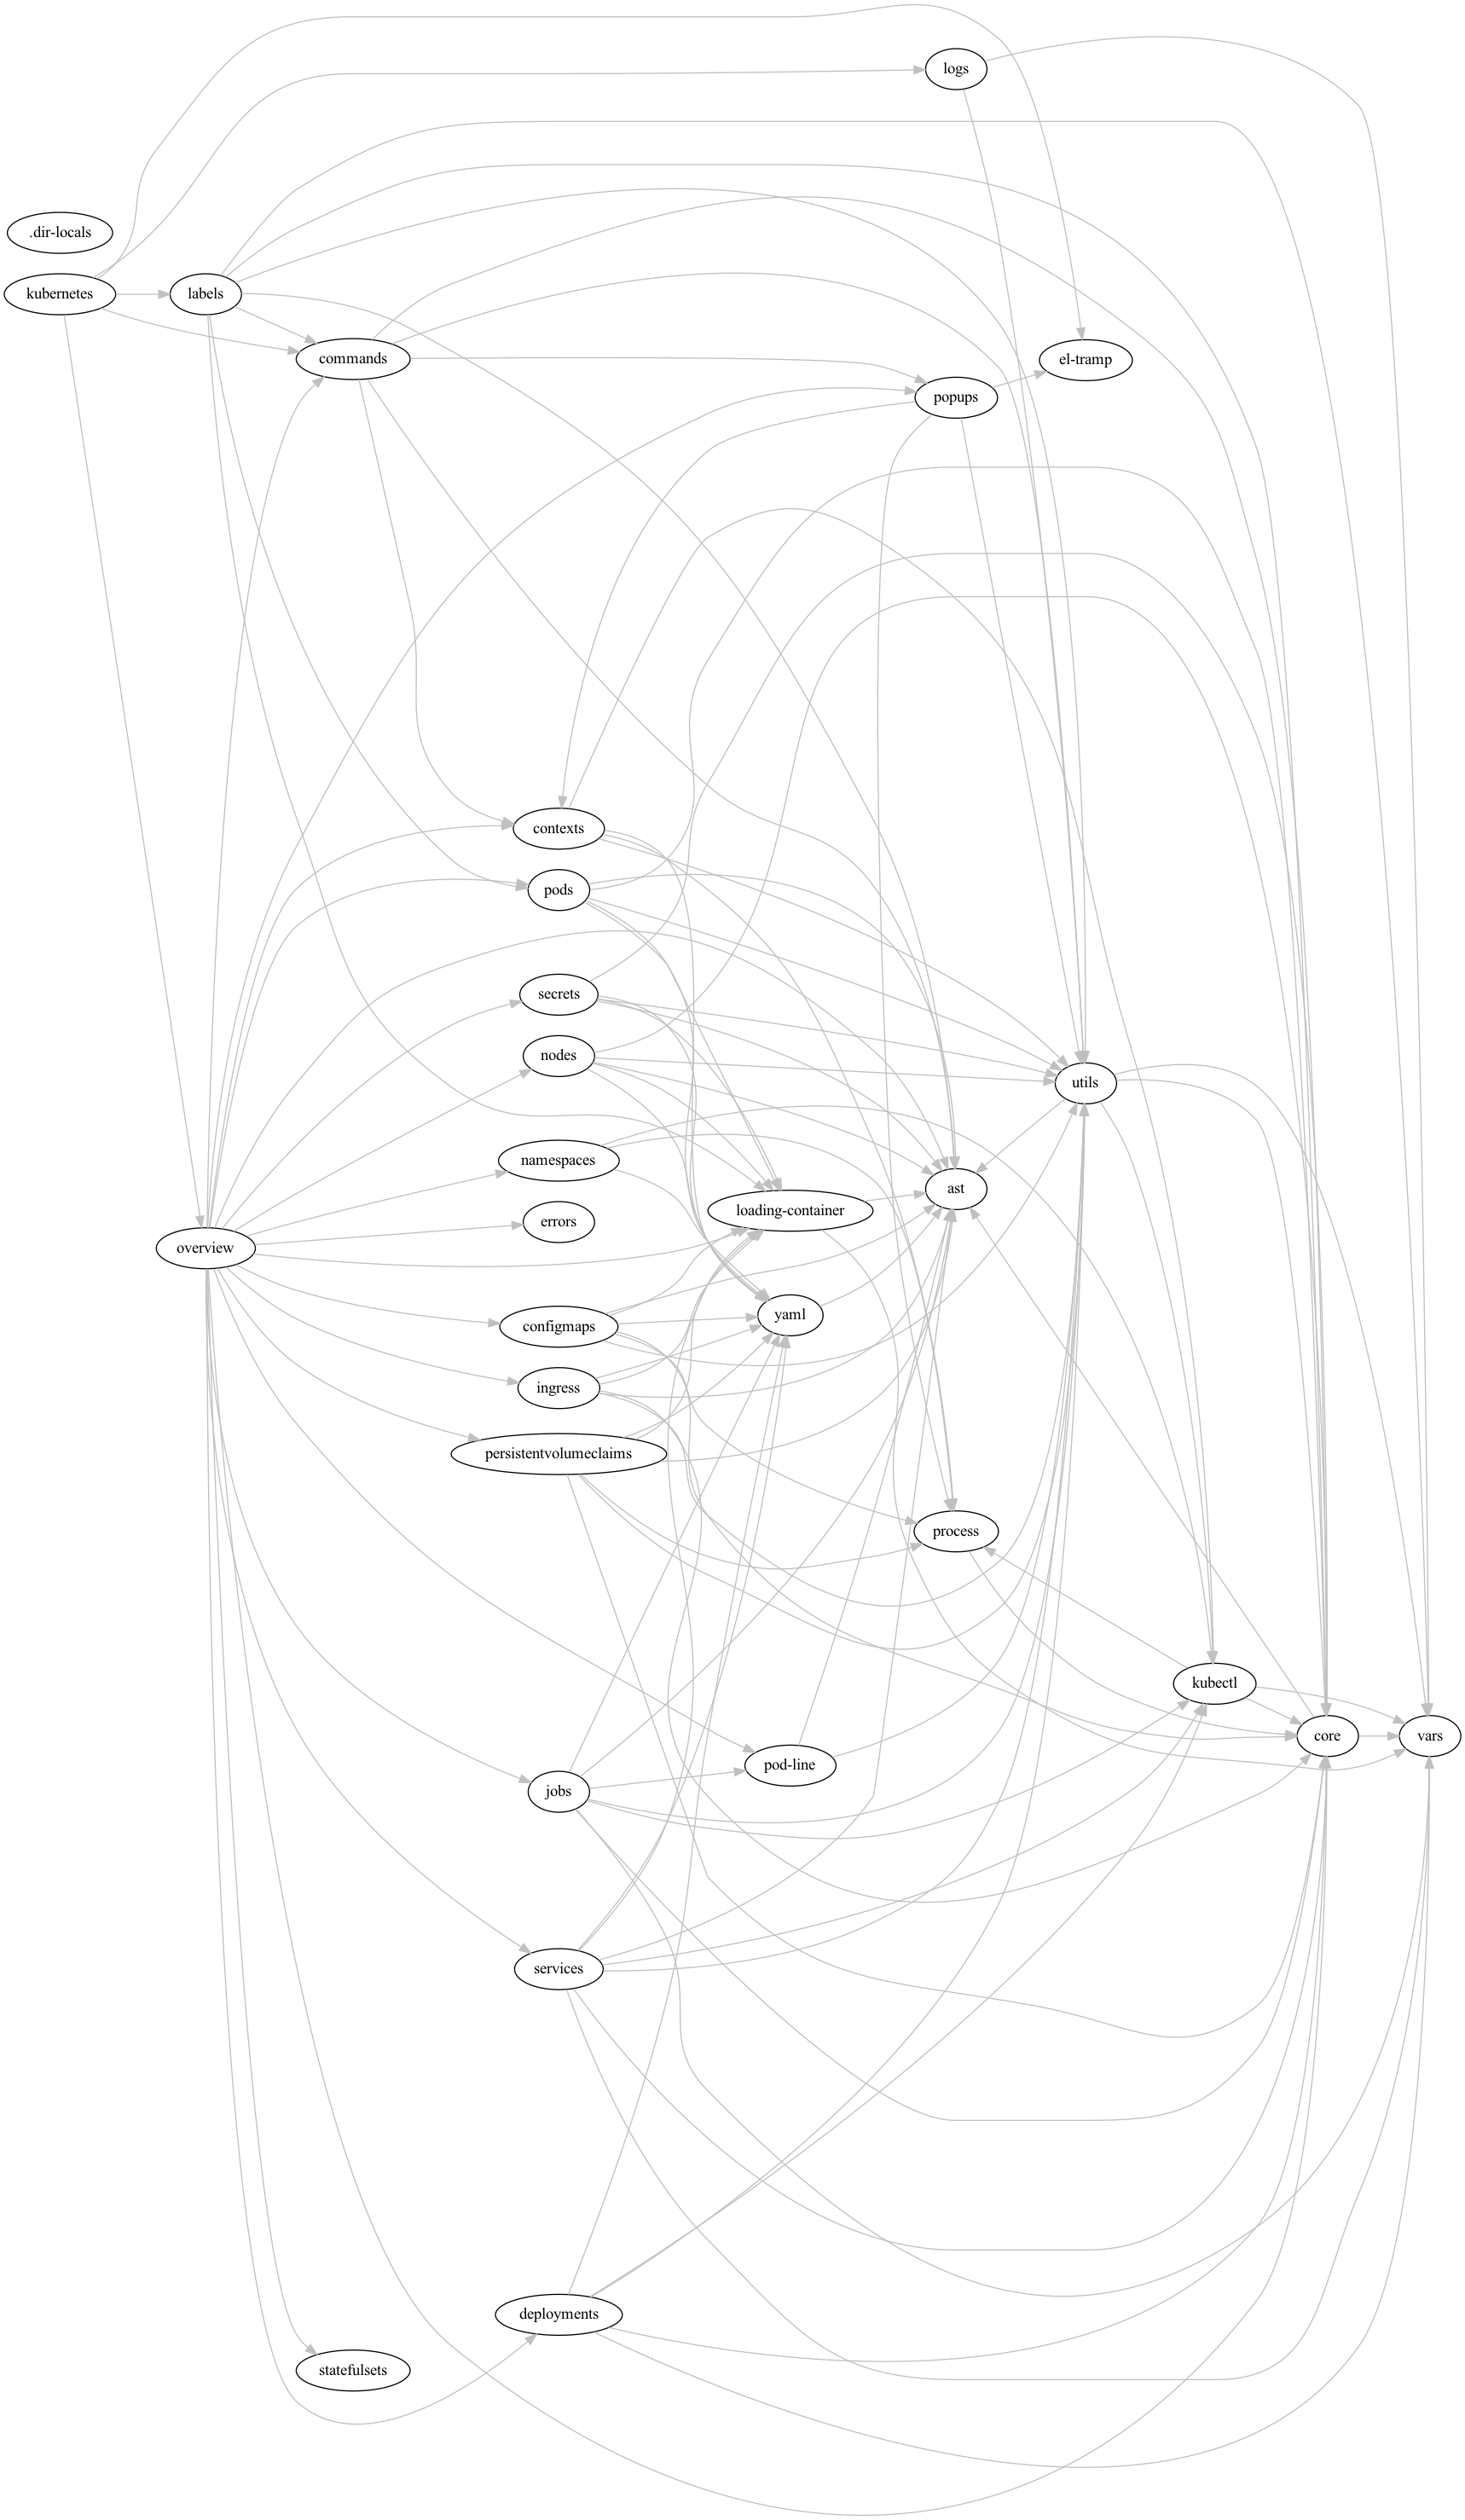 logs
.dir-locals
kubernetes
labels
commands
el-tramp
popups
contexts
pods
secrets
nodes
utils
namespaces
ast
loading-container
errors
overview
yaml
configmaps
ingress
persistentvolumeclaims
process
kubectl
core
vars
pod-line
jobs
services
deployments
statefulsets